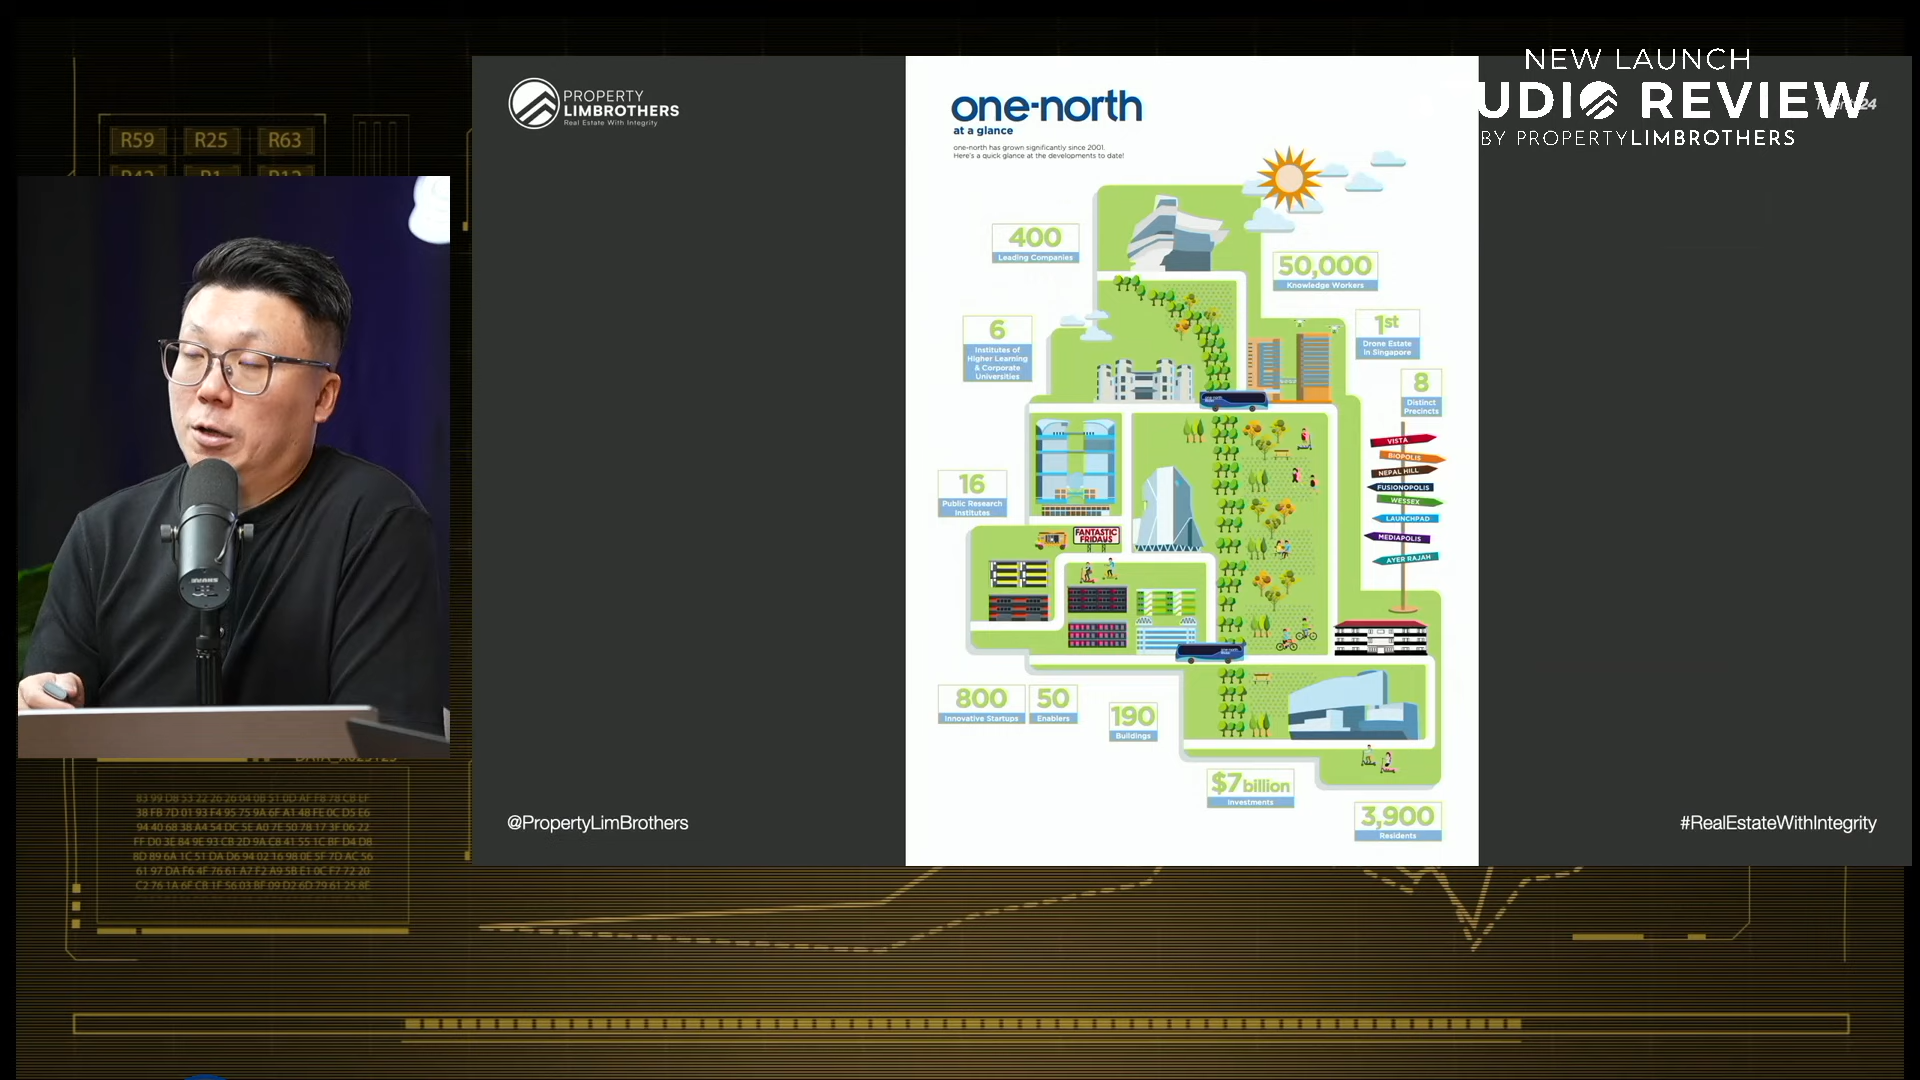 NEW LAUNCH
UDIO REVIEW
BY PROPERTYLIMBROTHERS
PROPERTY
LIMBROTHERS
Real Estate With Integrity
R59 R25 R63
one-north
at a glance
one-north has grown significantly since 2001.
Here's a quick glance at the developments to date!
400
Leading Companies
50,000
Knowledge Workers
6
Institutes of
Higher Learning
& Corporate
Universities
1st
Drone Estate
in Singapore
8
Distinct
Precincts
VISTA
BIOPOLIS
NEPAL HILL
FUSIONOPOLIS
WESSEX
LAUNCHPAD
MEDIAPOLIS
AYER RAJAH
16
Public Research
Institutes
FANTASTIC
FRIDAYS
800
Innovative Startups
50
Enablers
190
Buildings
$7 billion
Investments
3,900
Residents
@PropertyLimBrothers
#RealEstateWithIntegrity